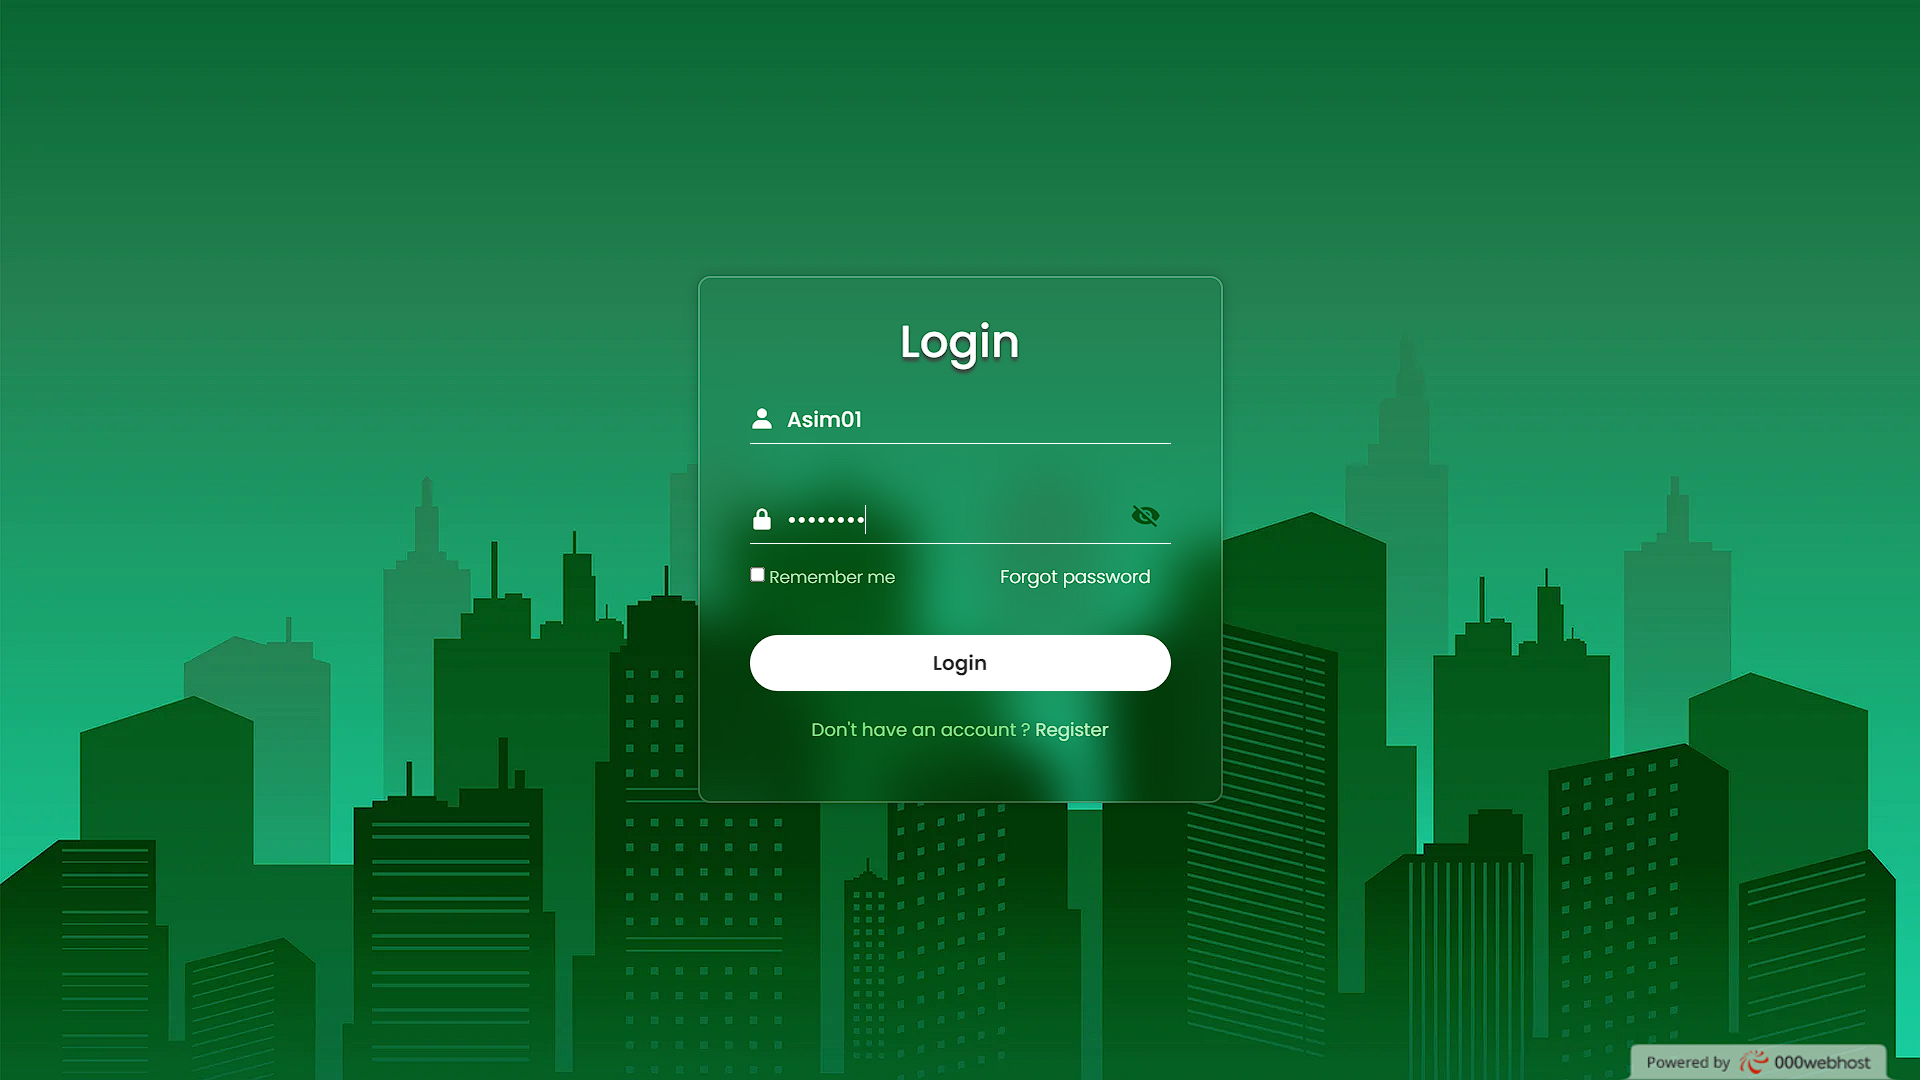 Login
Asim01
••••••••
Remember me
Forgot password
Login
Don't have an account ? Register
Powered by 000webhost